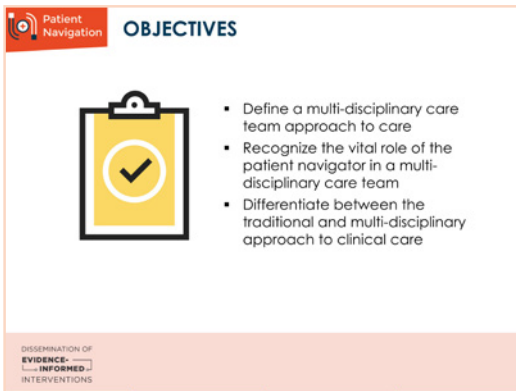 Patient
Navigation
OBJECTIVES
▪ Define a multi-disciplinary care
team approach to care
▪ Recognize the vital role of the
patient navigator in a multi-
disciplinary care team
▪ Differentiate between the
traditional and multi-disciplinary
approach to clinical care
DISSEMINATION OF
EVIDENCE-
INFORMED
INTERVENTIONS